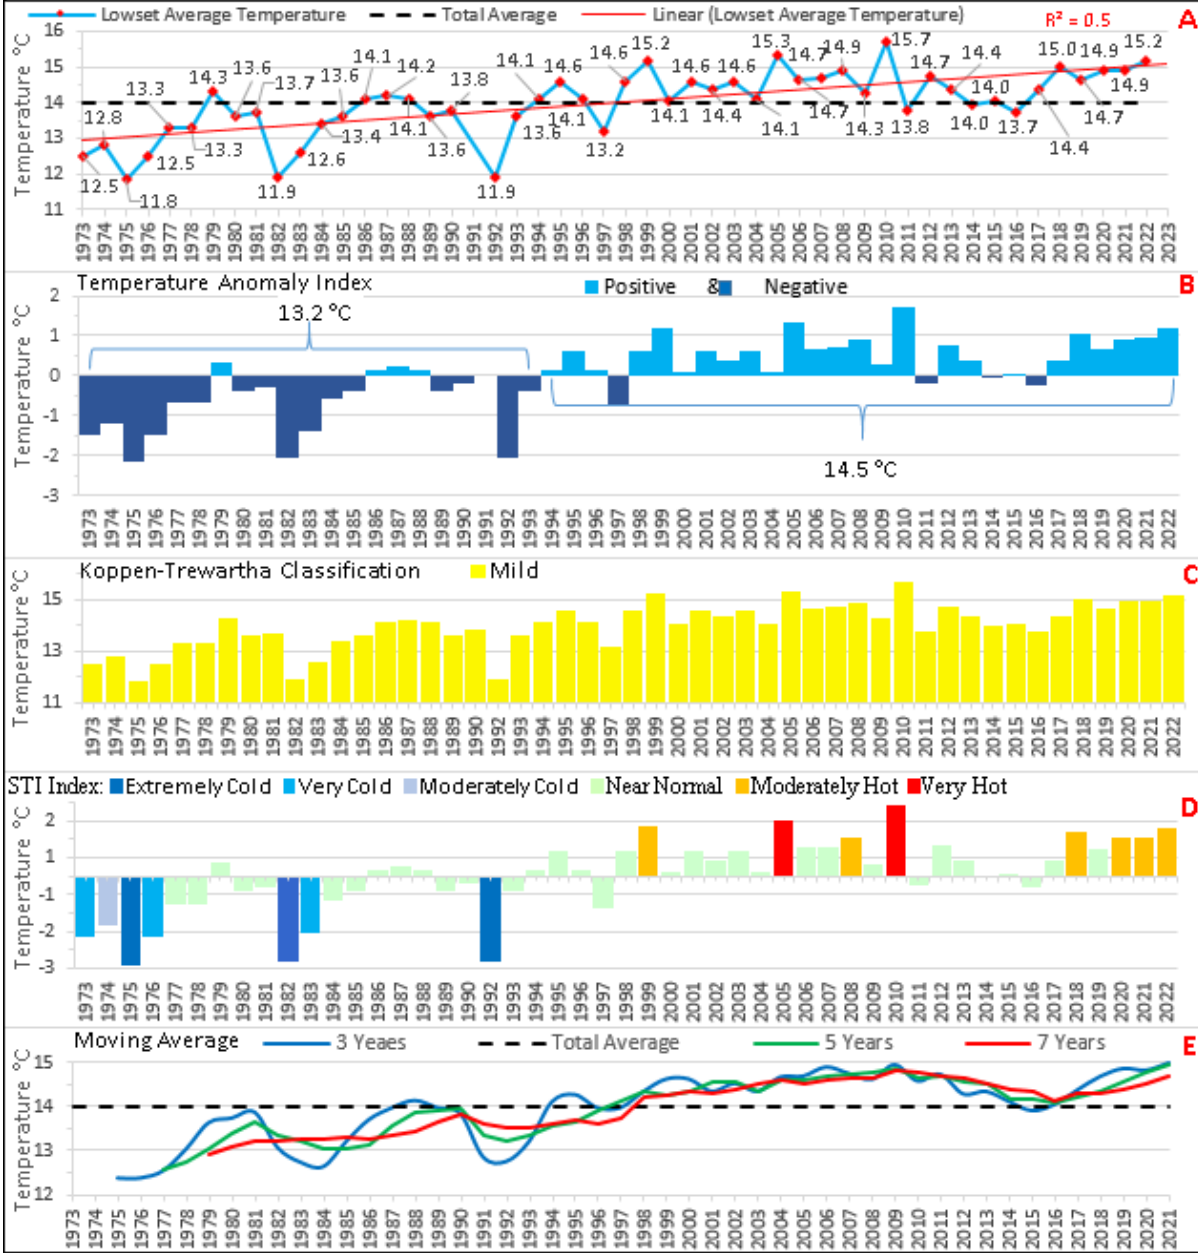 Lowset Average Temperature Total Average Linear (Lowset Average Temperature) R² = 0.5 A
Temperature °C
16
15
14
13
12
11
12.5 12.8 11.8 12.5 13.3 13.3 14.3 13.6 13.7 11.9 12.6 13.4 13.6 14.1 14.2 14.1 13.6 13.8 11.9 13.6 14.1 14.6 14.1 13.2 14.6 15.2 14.1 14.6 14.4 14.6 14.1 15.3 14.7 14.7 14.9 14.3 15.7 13.8 14.7 14.4 14.0 14.0 13.7 14.4 15.0 14.7 14.9 14.9 15.2
1973 1974 1975 1976 1977 1978 1979 1980 1981 1982 1983 1984 1985 1986 1987 1988 1989 1990 1992 1993 1994 1995 1996 1997 1998 1999 2000 2001 2002 2003 2004 2005 2006 2007 2008 2009 2010 2011 2012 2013 2014 2015 2016 2017 2018 2019 2020 2021 2022 2023
Temperature Anomaly Index Positive & Negative B
Temperature °C
2
1
0
-1
-2
-3
13.2 °C
14.5 °C
1973 1974 1975 1976 1977 1978 1979 1980 1981 1982 1983 1984 1985 1986 1987 1988 1989 1990 1991 1992 1993 1994 1995 1996 1997 1998 1999 2000 2001 2002 2003 2004 2005 2006 2007 2008 2009 2010 2011 2012 2013 2014 2015 2016 2017 2018 2019 2020 2021 2022
Koppen-Trewartha Classification Mild C
Temperature °C
15
13
11
1973 1974 1975 1976 1977 1978 1979 1980 1981 1982 1983 1984 1985 1986 1987 1988 1989 1990 1992 1993 1994 1995 1996 1997 1998 1999 2000 2001 2002 2003 2004 2005 2006 2007 2008 2009 2010 2011 2012 2013 2014 2015 2016 2017 2018 2019 2020 2021 2022
STI Index: Extremely Cold Very Cold Moderately Cold Near Normal Moderately Hot Very Hot D
Temperature °C
2
1
-1
-2
-3
1973 1974 1975 1976 1977 1978 1979 1980 1981 1982 1983 1984 1985 1986 1987 1988 1989 1990 1992 1993 1994 1995 1996 1997 1998 1999 2000 2001 2002 2003 2004 2005 2006 2007 2008 2009 2010 2011 2012 2013 2014 2015 2016 2017 2018 2019 2020 2021 2022
Moving Average 3 Yeaes Total Average 5 Years 7 Years E
Temperature °C
15
14
13
12
1973 1974 1975 1976 1977 1978 1979 1980 1981 1982 1983 1984 1985 1986 1987 1988 1989 1990 1991 1992 1993 1994 1995 1996 1997 1998 1999 2000 2001 2002 2003 2004 2005 2006 2007 2008 2009 2010 2011 2012 2013 2014 2015 2016 2017 2018 2019 2020 2021